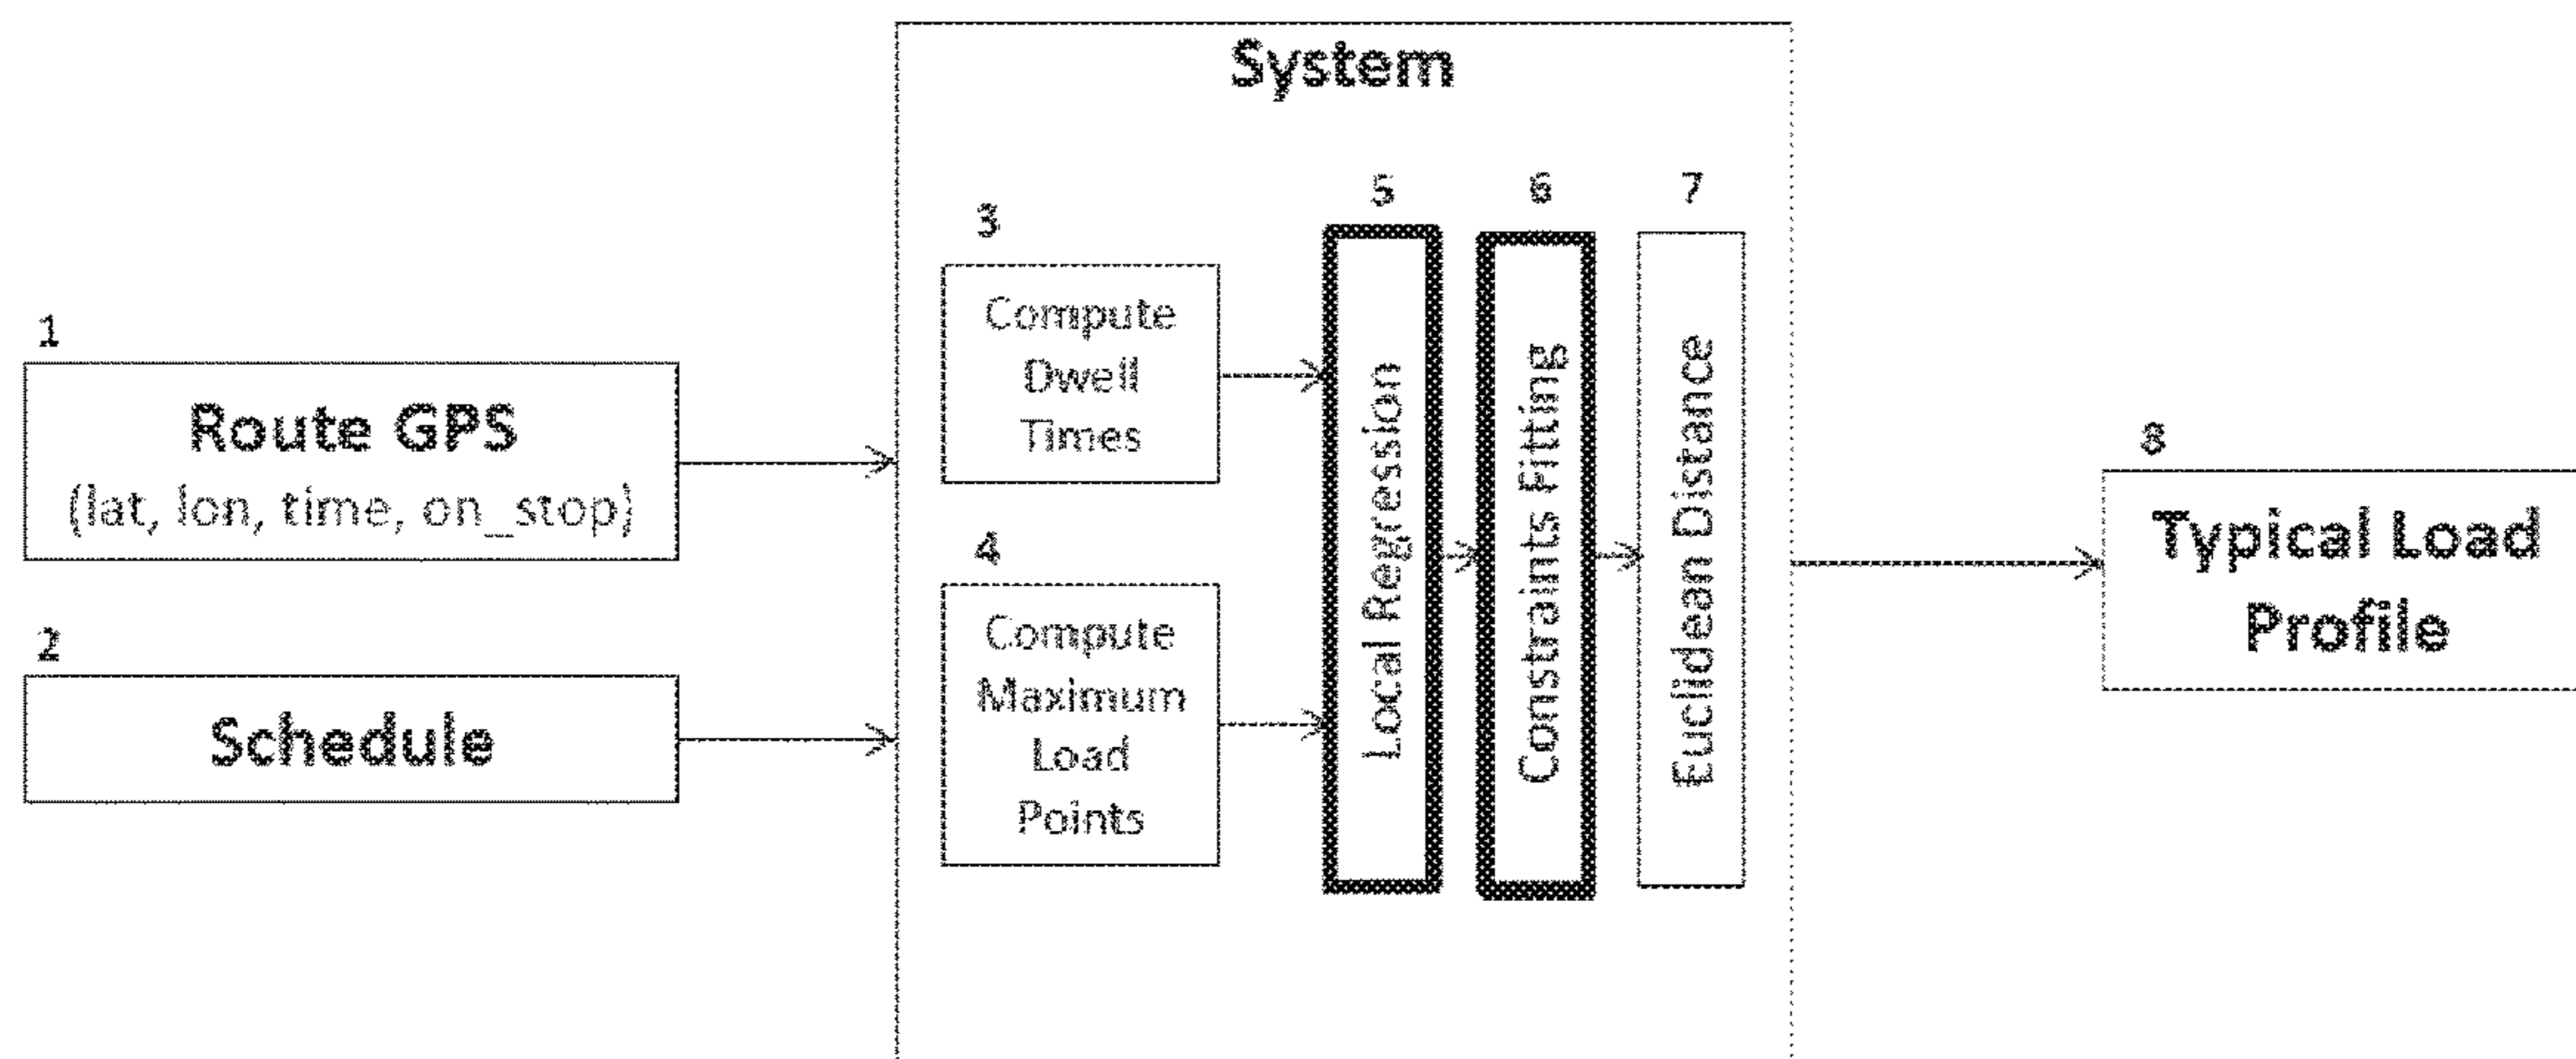 System
1
Route GPS
(lat, lon, time, on_stop)
2
Schedule
3
Compute
Dwell
Times
4
Compute
Maximum
Load
Points
5
Local Regression
6
Constraints Fitting
7
Euclidean Distance
8
Typical Load
Profile